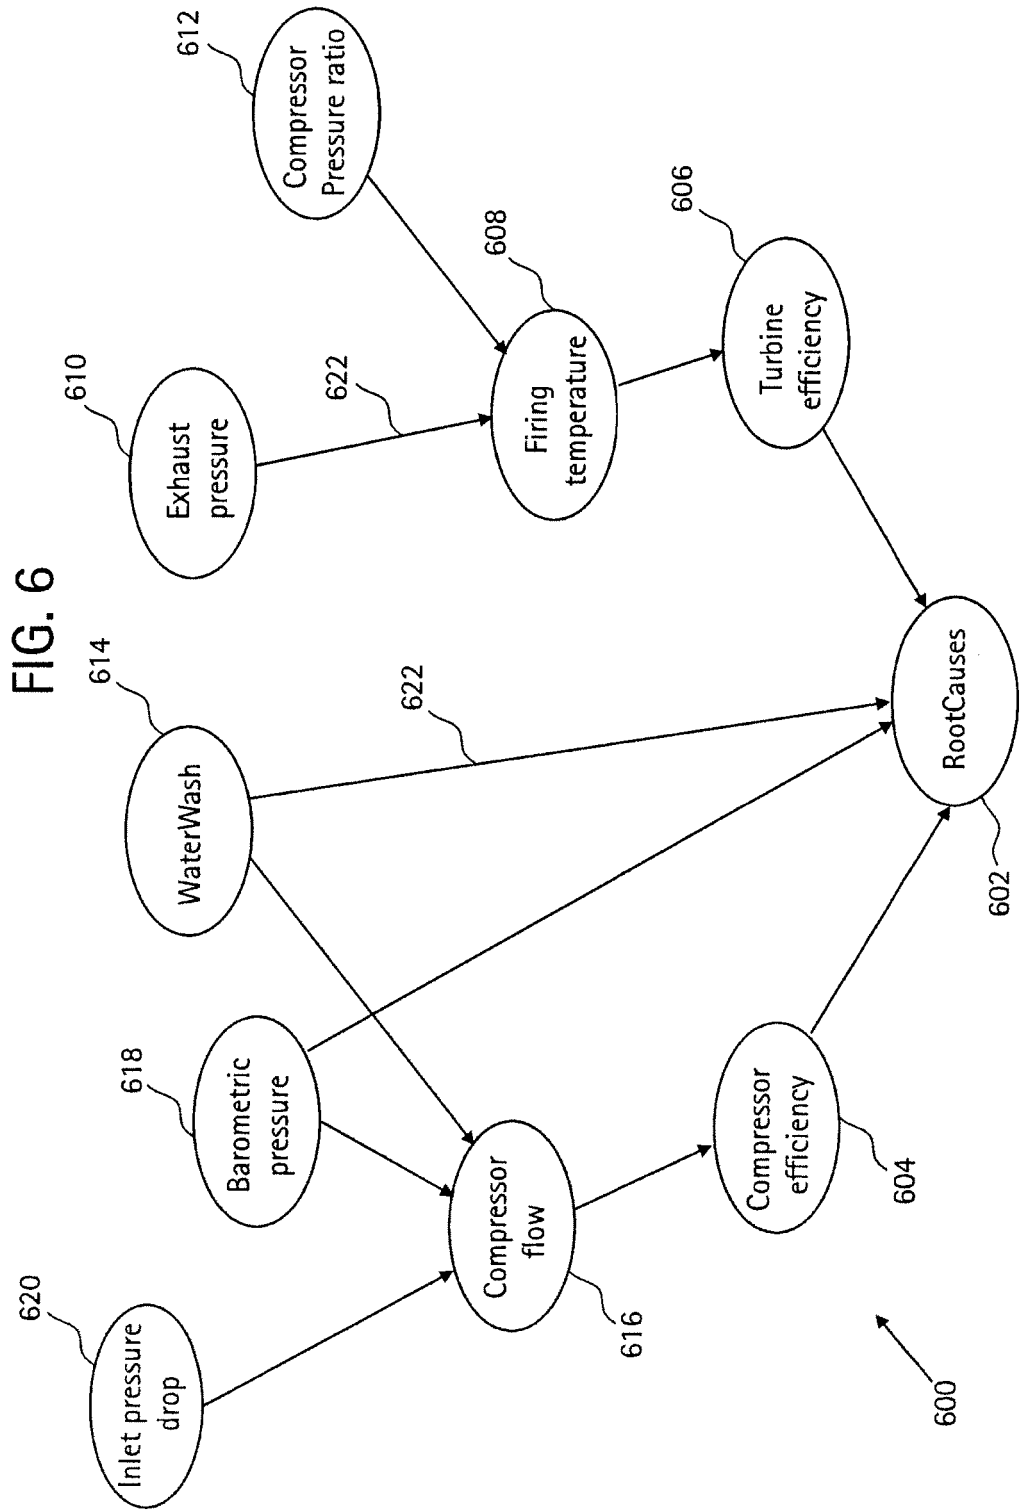 FIG. 6
620
Inlet pressure
drop
618
Barometric
pressure
614
WaterWash
610
Exhaust
pressure
612
Compressor
Pressure ratio
622
622
608
Firing
temperature
616
Compressor
flow
606
Turbine
efficiency
604
Compressor
efficiency
602
RootCauses
600